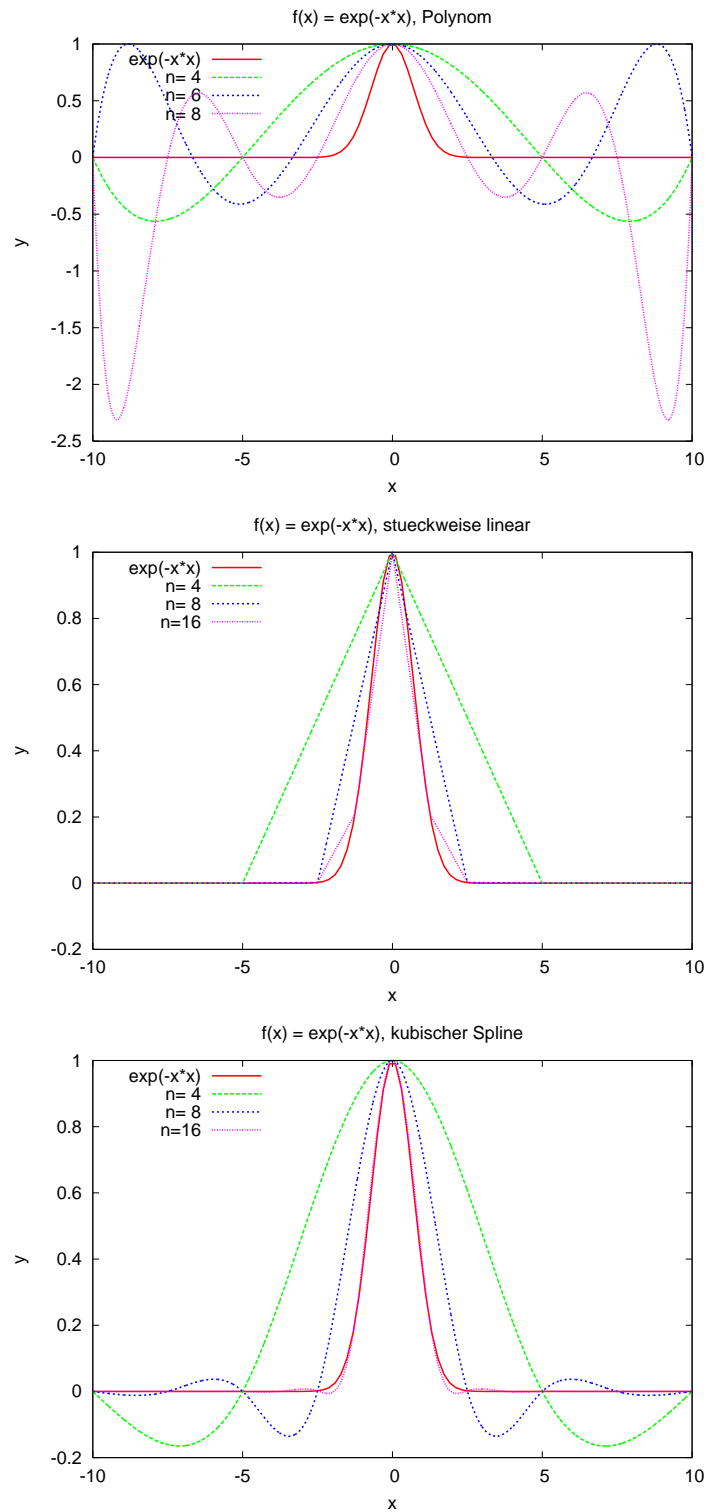 f(x) = exp(-x*x), Polynom
exp(-x*x)
n= 4
n= 6
n= 8
1
0.5
0
-0.5
-1
-1.5
-2
-2.5
y
-10
-5
0
5
10
x
f(x) = exp(-x*x), stueckweise linear
exp(-x*x)
n= 4
n= 8
n=16
1
0.8
0.6
0.4
0.2
0
-0.2
y
-10
-5
0
5
10
x
f(x) = exp(-x*x), kubischer Spline
exp(-x*x)
n= 4
n= 8
n=16
1
0.8
0.6
0.4
0.2
0
-0.2
y
-10
-5
0
5
10
x